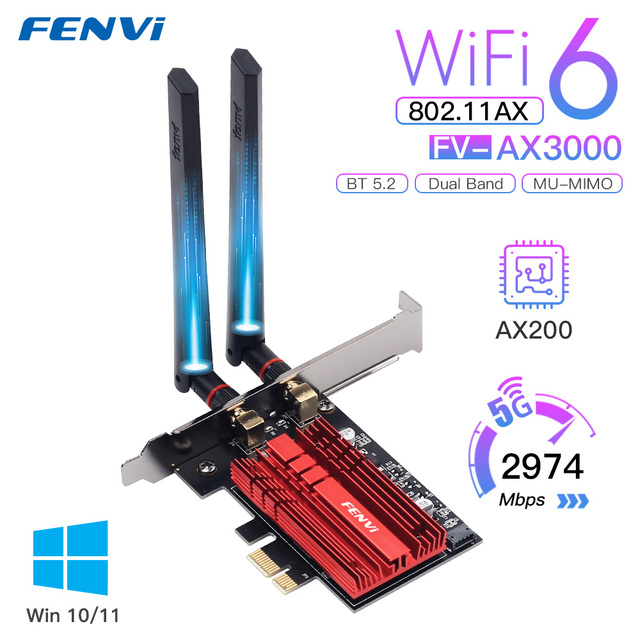 FENVi
WiFi 6
802.11AX
FV-AX3000
BT 5.2
Dual Band
MU-MIMO
AX200
5G
2974
Mbps
FENVi
Win 10/11